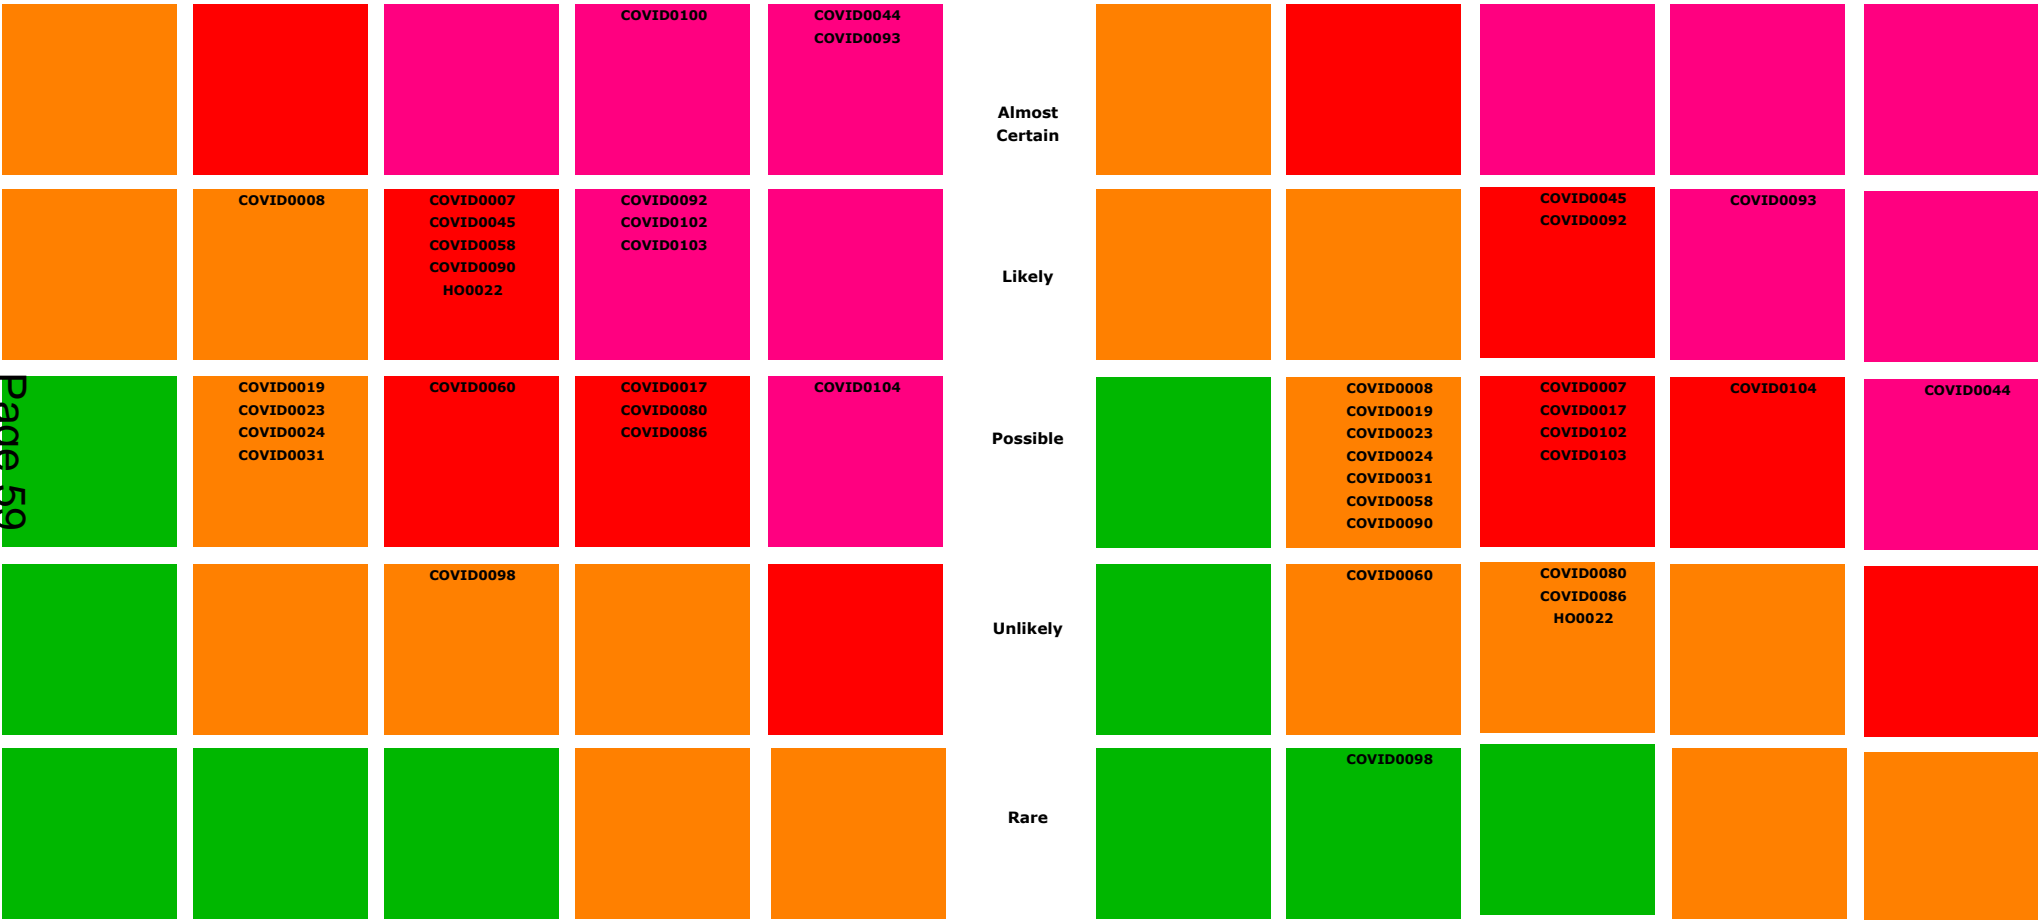 COVID0100
COVID0044
COVID0093
COVID0008
COVID0007
COVID0045
COVID0058
COVID0090
HO0022
COVID0092
COVID0102
COVID0103
COVID0019
COVID0023
COVID0024
COVID0031
COVID0060
COVID0017
COVID0080
COVID0086
COVID0104
COVID0098
Page 59
Almost
Certain
Likely
Possible
Unlikely
Rare
COVID0045
COVID0092
COVID0093
COVID0008
COVID0019
COVID0023
COVID0024
COVID0031
COVID0058
COVID0090
COVID0007
COVID0017
COVID0102
COVID0103
COVID0104
COVID0044
COVID0060
COVID0080
COVID0086
HO0022
COVID0098